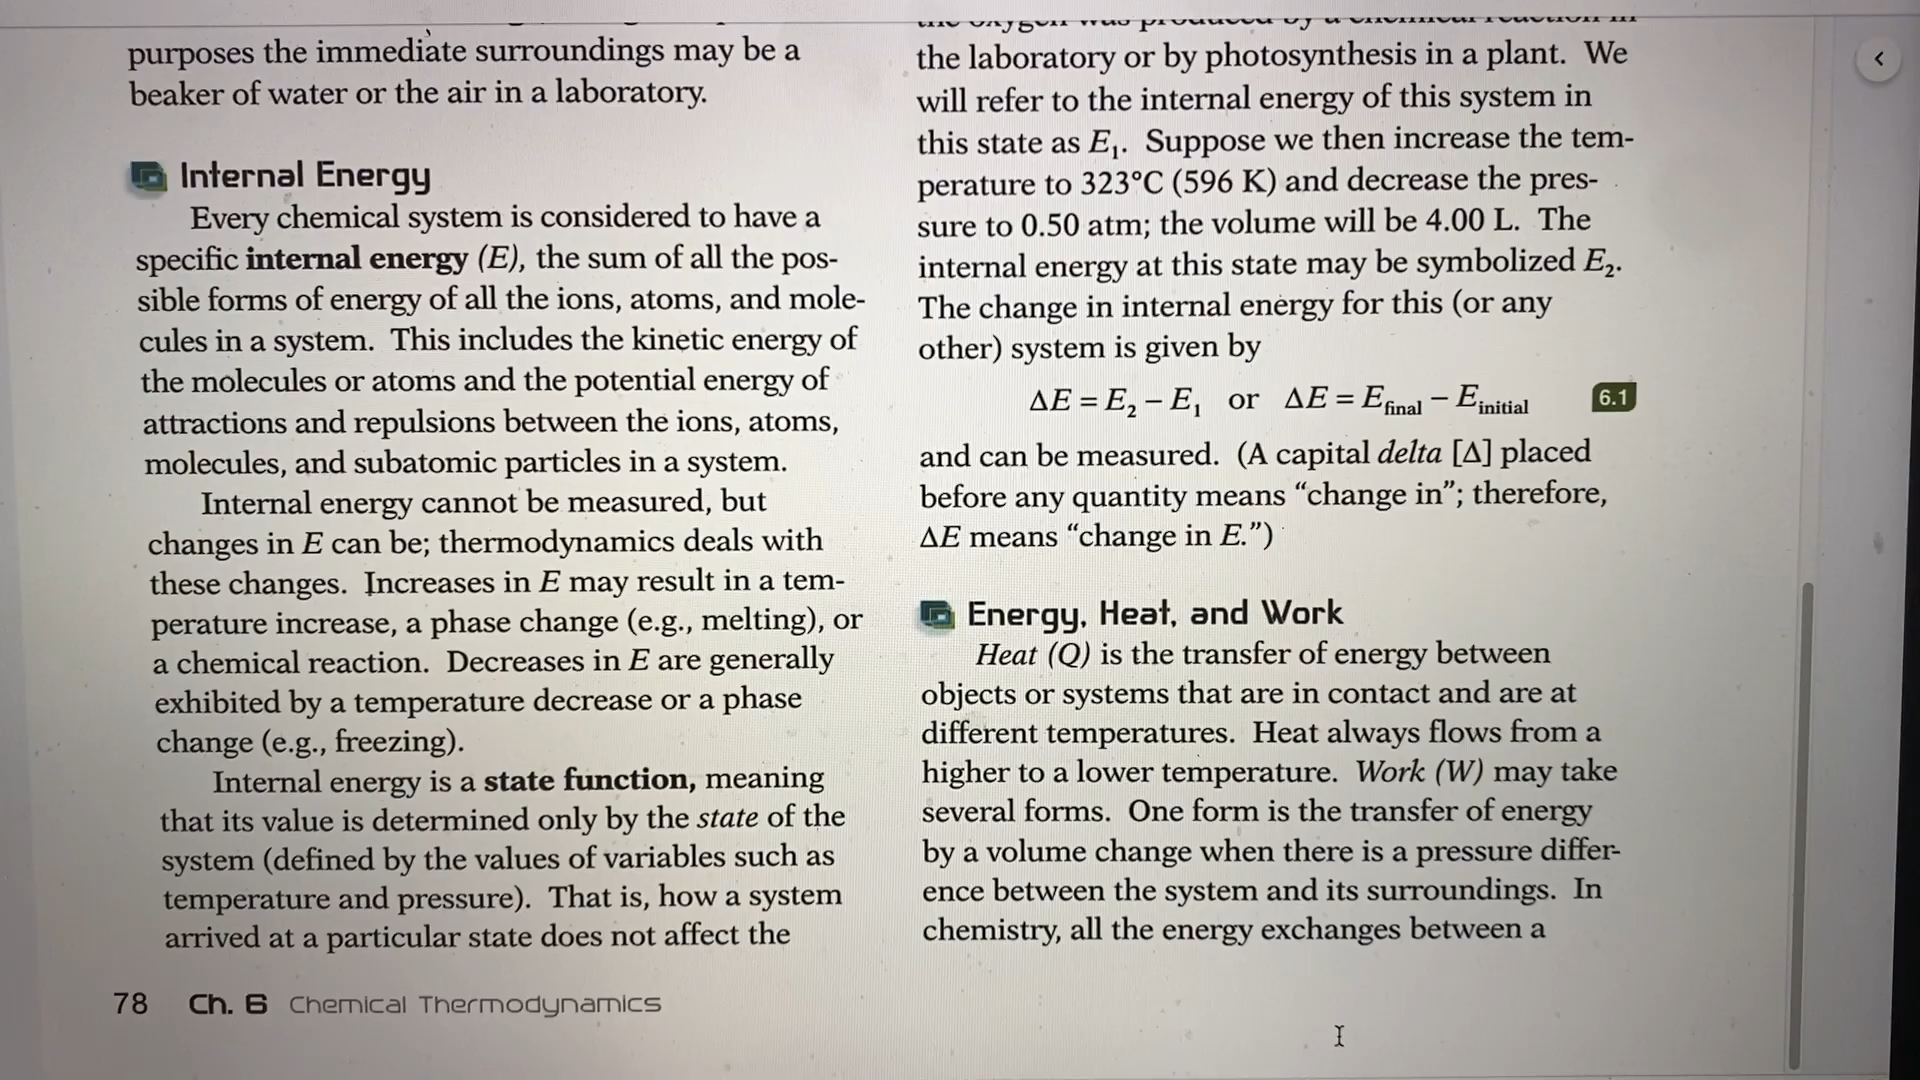 purposes the immediate surroundings may be a
beaker of water or the air in a laboratory.
Internal Energy
Every chemical system is considered to have a
specific internal energy (E), the sum of all the pos-
sible forms of energy of all the ions, atoms, and mole-
cules in a system. This includes the kinetic energy of
the molecules or atoms and the potential energy of
attractions and repulsions between the ions, atoms,
molecules, and subatomic particles in a system.
Internal energy cannot be measured, but
changes in E can be; thermodynamics deals with
these changes. Increases in E may result in a tem-
perature increase, a phase change (e.g., melting), or
a chemical reaction. Decreases in E are generally
exhibited by a temperature decrease or a phase
change (e.g., freezing).
Internal energy is a state function, meaning
that its value is determined only by the state of the
system (defined by the values of variables such as
temperature and pressure). That is, how a system
arrived at a particular state does not affect the
78 Ch. 6 Chemical Thermodynamics
the oxygen was produced by a chemical reaction in
the laboratory or by photosynthesis in a plant. We
will refer to the internal energy of this system in
this state as E₁. Suppose we then increase the tem-
perature to 323°C (596 K) and decrease the pres-
sure to 0.50 atm; the volume will be 4.00 L. The
internal energy at this state may be symbolized E₂.
The change in internal energy for this (or any
other) system is given by
ΔE = E₂ − E₁ or ΔE = E_final − E_initial 6.1
and can be measured. (A capital delta [Δ] placed
before any quantity means “change in”; therefore,
ΔE means “change in E.”)
Energy, Heat, and Work
Heat (Q) is the transfer of energy between
objects or systems that are in contact and are at
different temperatures. Heat always flows from a
higher to a lower temperature. Work (W) may take
several forms. One form is the transfer of energy
by a volume change when there is a pressure differ-
ence between the system and its surroundings. In
chemistry, all the energy exchanges between a